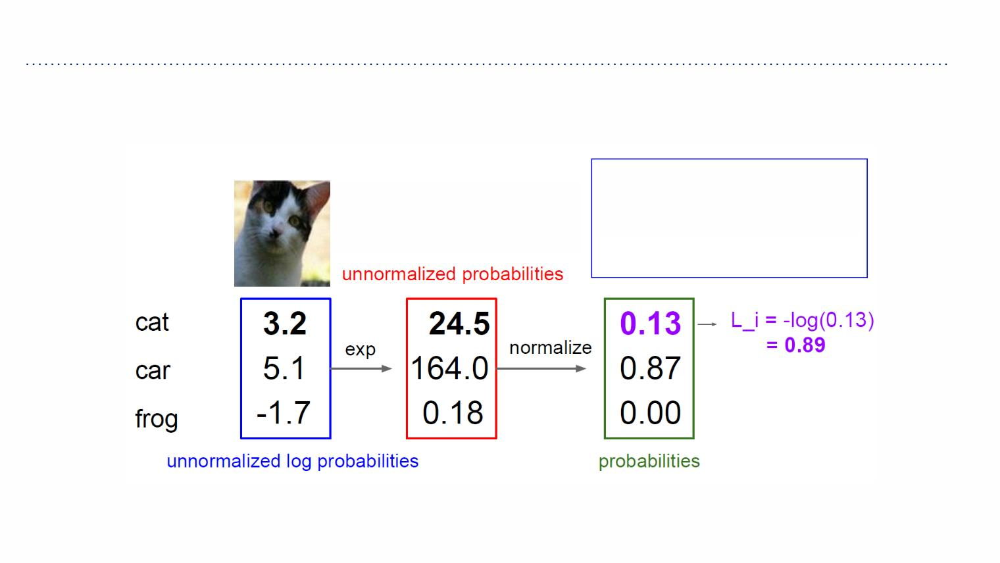 unnormalized probabilities
cat 3.2 24.5 0.13 L_i = -log(0.13)
= 0.89
exp normalize
car 5.1 164.0 0.87
frog -1.7 0.18 0.00
unnormalized log probabilities probabilities